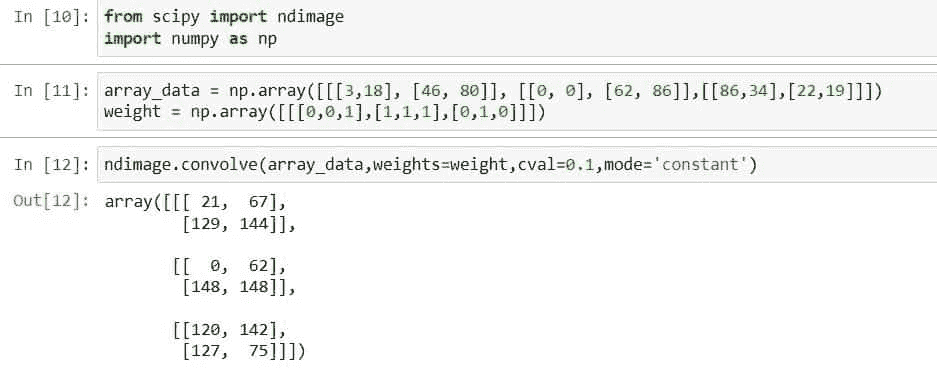 In [10]: from scipy import ndimage
import numpy as np
In [11]: array_data = np.array([[[3,18], [46, 80]], [[0, 0], [62, 86]],[[86,34],[22,19]]])
weight = np.array([[[0,0,1],[1,1,1],[0,1,0]]])
In [12]: ndimage.convolve(array_data,weights=weight,cval=0.1,mode='constant')
Out[12]: array([[[ 21,  67],
[129, 144]],
[[  0,  62],
[148, 148]],
[[120, 142],
[127,  75]]])